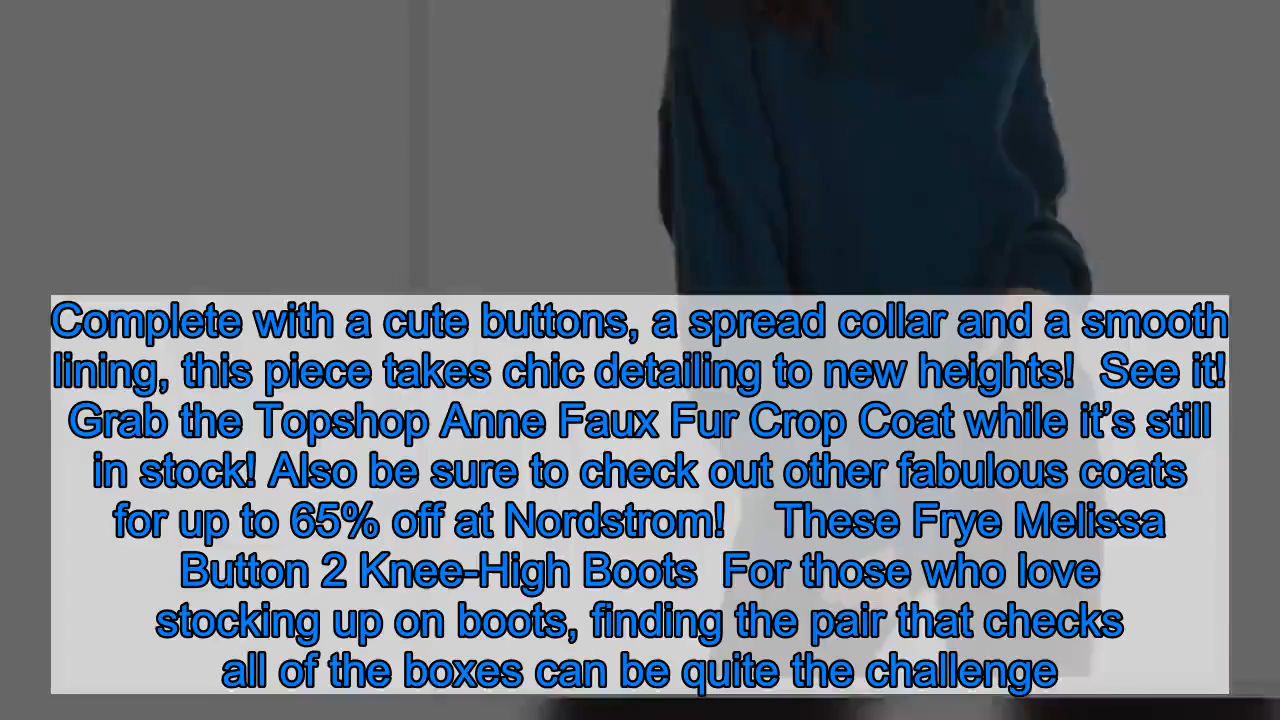 Complete with a cute buttons, a spread collar and a smooth
lining, this piece takes chic detailing to new heights!  See it!
Grab the Topshop Anne Faux Fur Crop Coat while it’s still
in stock! Also be sure to check out other fabulous coats
for up to 65% off at Nordstrom!    These Frye Melissa
Button 2 Knee-High Boots  For those who love
stocking up on boots, finding the pair that checks
all of the boxes can be quite the challenge